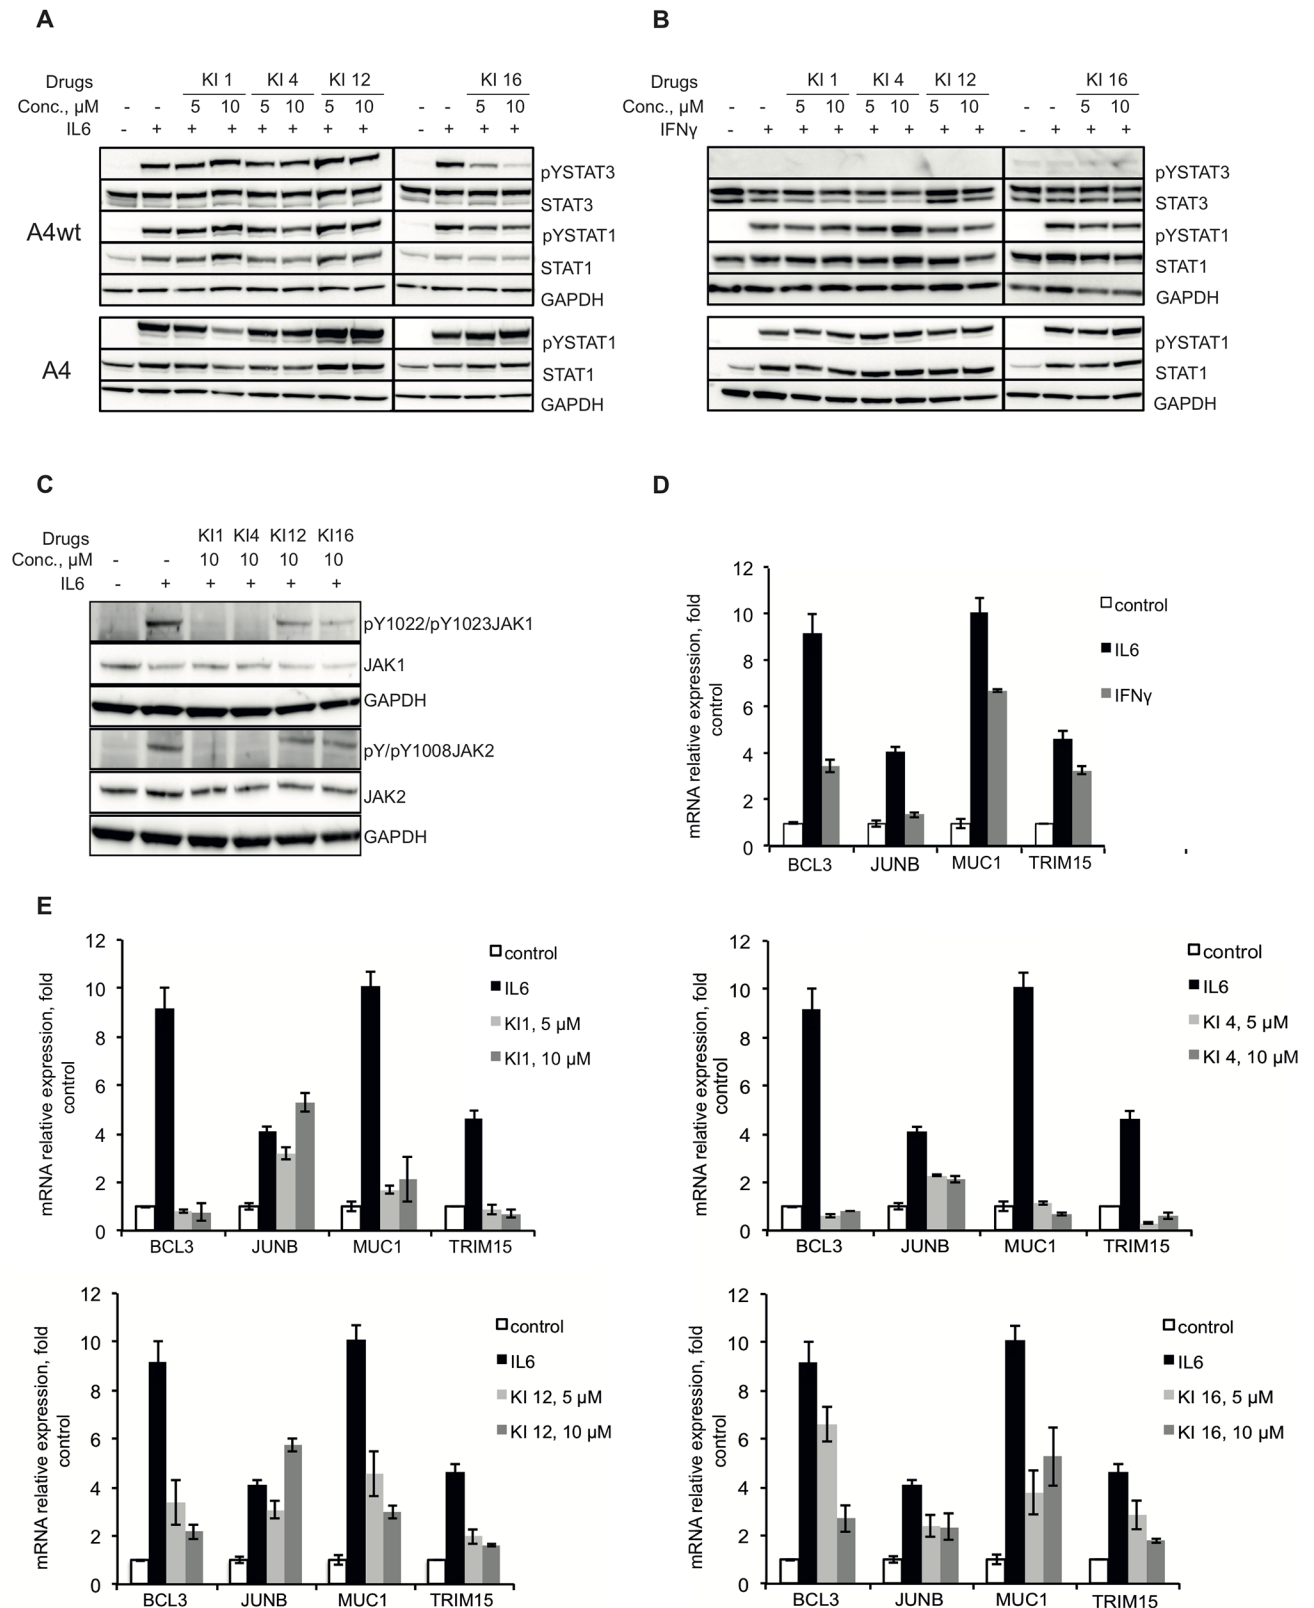 A
Drugs KI 1 KI 4 KI 12 KI 16
Conc., µM - - 5 10 5 10 5 10 - - 5 10
IL6 - + + + + + + + - + + +
A4wt
pYSTAT3
STAT3
pYSTAT1
STAT1
GAPDH
A4
pYSTAT1
STAT1
GAPDH
B
Drugs KI 1 KI 4 KI 12 KI 16
Conc., µM - - 5 10 5 10 5 10 - - 5 10
IFNγ - + + + + + + + - + + +
pYSTAT3
STAT3
pYSTAT1
STAT1
GAPDH
pYSTAT1
STAT1
GAPDH
C
Drugs KI1 KI4 KI12 KI16
Conc., µM - - 10 10 10 10
IL6 - + + + + +
pY1022/pY1023JAK1
JAK1
GAPDH
pY/pY1008JAK2
JAK2
GAPDH
D
mRNA relative expression, fold
control
12
10
8
6
4
2
0
BCL3 JUNB MUC1 TRIM15
control
IL6
IFNγ
E
mRNA relative expression, fold
control
12
10
8
6
4
2
0
BCL3 JUNB MUC1 TRIM15
control
IL6
KI1, 5 µM
KI1, 10 µM
mRNA relative expression, fold
control
12
10
8
6
4
2
0
BCL3 JUNB MUC1 TRIM15
control
IL6
KI 4, 5 µM
KI 4, 10 µM
mRNA relative expression, fold
control
12
10
8
6
4
2
0
BCL3 JUNB MUC1 TRIM15
control
IL6
KI 12, 5 µM
KI 12, 10 µM
mRNA relative expression, fold
control
12
10
8
6
4
2
0
BCL3 JUNB MUC1 TRIM15
control
IL6
KI 16, 5 µM
KI 16, 10 µM